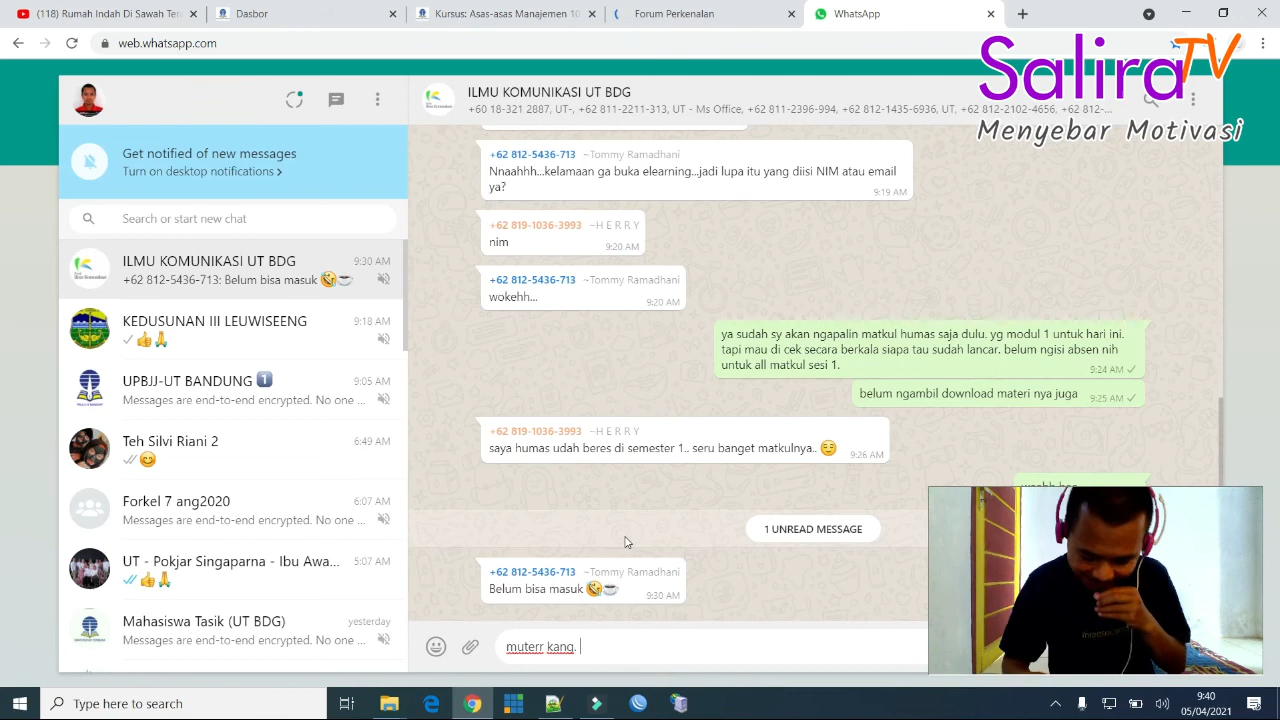 (118) Rumah Indah Di Sawah Ten
Dasbor
Kursus: Asas-asas Manajemen 10
Forum Perkenalan
WhatsApp
web.whatsapp.com
Salira TV
Menyebar Motivasi
ILMU KOMUNIKASI UT BDG
+60 18-321 2887, UT-, +62 811-2211-313, UT - Ms Office, +62 811-2396-994, +62 812-1435-6936, UT, +62 812-2102-4656, +62 812-...
Get notified of new messages
Turn on desktop notifications >
Search or start new chat
ILMU KOMUNIKASI UT BDG 9:30 AM
+62 812-5436-713: Belum bisa masuk 🤣☕
KEDUSUNAN III LEUWISEENG 9:18 AM
👍🙏
UPBJJ-UT BANDUNG 1️⃣ 9:05 AM
Messages are end-to-end encrypted. No one ...
Teh Silvi Riani 2 6:49 AM
😊
Forkel 7 ang2020 6:07 AM
Messages are end-to-end encrypted. No one ...
UT - Pokjar Singaparna - Ibu Awa... 5:07 AM
👍🙏
Mahasiswa Tasik (UT BDG) yesterday
Messages are end-to-end encrypted. No one ...
+62 812-5436-713 ~Tommy Ramadhani
Nnaahhh...kelamaan ga buka elearning...jadi lupa itu yang diisi NIM atau email
ya?
9:19 AM
+62 819-1036-3993 ~H E R R Y
nim
9:20 AM
+62 812-5436-713 ~Tommy Ramadhani
wokehh...
9:20 AM
ya sudah sy akan ngapalin matkul humas saja dulu. yg modul 1 untuk hari ini.
tapi mau di cek secara berkala siapa tau sudah lancar. belum ngisi absen nih
untuk all matkul sesi 1.
9:24 AM
belum ngambil download materi nya juga 9:25 AM
+62 819-1036-3993 ~H E R R Y
saya humas udah beres di semester 1.. seru banget matkulnya.. 😌
9:26 AM
1 UNREAD MESSAGE
+62 812-5436-713 ~Tommy Ramadhani
Belum bisa masuk 🤣☕
9:30 AM
muterr kang.
Type here to search
9:40
05/04/2021